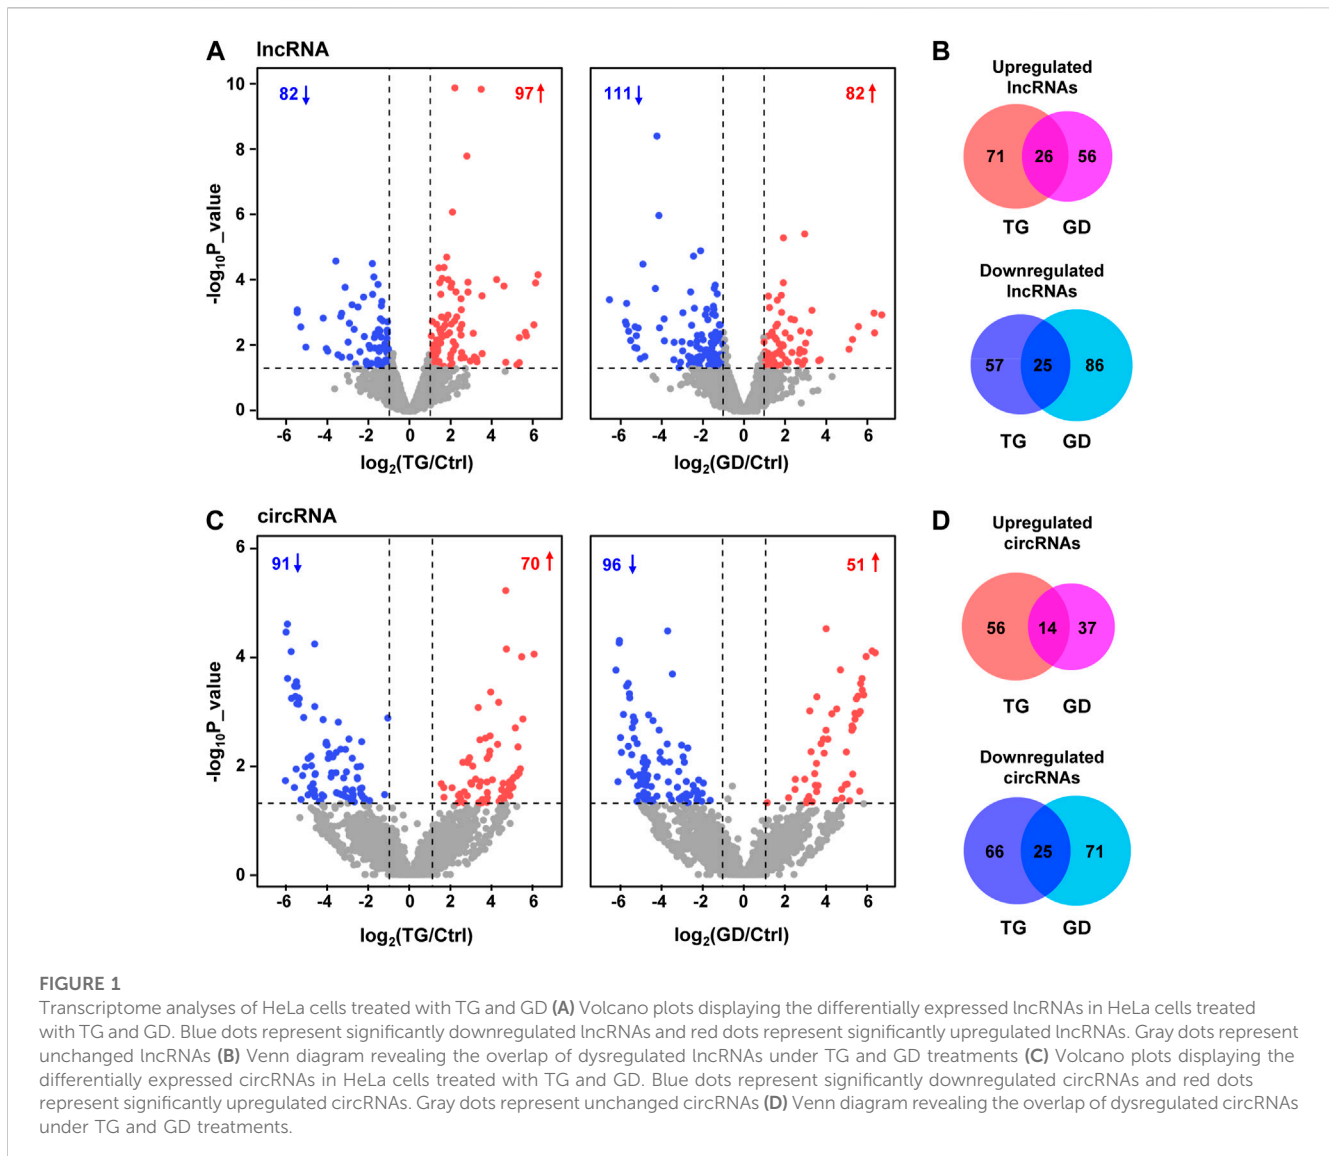 A lncRNA
82↓ 97↑
111↓ 82↑
-log10P_value
10
8
6
4
2
0
-6 -4 -2 0 2 4 6
log2(TG/Ctrl)
-6 -4 -2 0 2 4 6
log2(GD/Ctrl)
B
Upregulated
lncRNAs
71 26 56
TG GD
Downregulated
lncRNAs
57 25 86
TG GD
C circRNA
91↓ 70↑
96↓ 51↑
-log10P_value
6
4
2
0
-6 -4 -2 0 2 4 6
log2(TG/Ctrl)
-6 -4 -2 0 2 4 6
log2(GD/Ctrl)
D
Upregulated
circRNAs
56 14 37
TG GD
Downregulated
circRNAs
66 25 71
TG GD
FIGURE 1
Transcriptome analyses of HeLa cells treated with TG and GD (A) Volcano plots displaying the differentially expressed lncRNAs in HeLa cells treated
with TG and GD. Blue dots represent significantly downregulated lncRNAs and red dots represent significantly upregulated lncRNAs. Gray dots represent
unchanged lncRNAs (B) Venn diagram revealing the overlap of dysregulated lncRNAs under TG and GD treatments (C) Volcano plots displaying the
differentially expressed circRNAs in HeLa cells treated with TG and GD. Blue dots represent significantly downregulated circRNAs and red dots
represent significantly upregulated circRNAs. Gray dots represent unchanged circRNAs (D) Venn diagram revealing the overlap of dysregulated circRNAs
under TG and GD treatments.